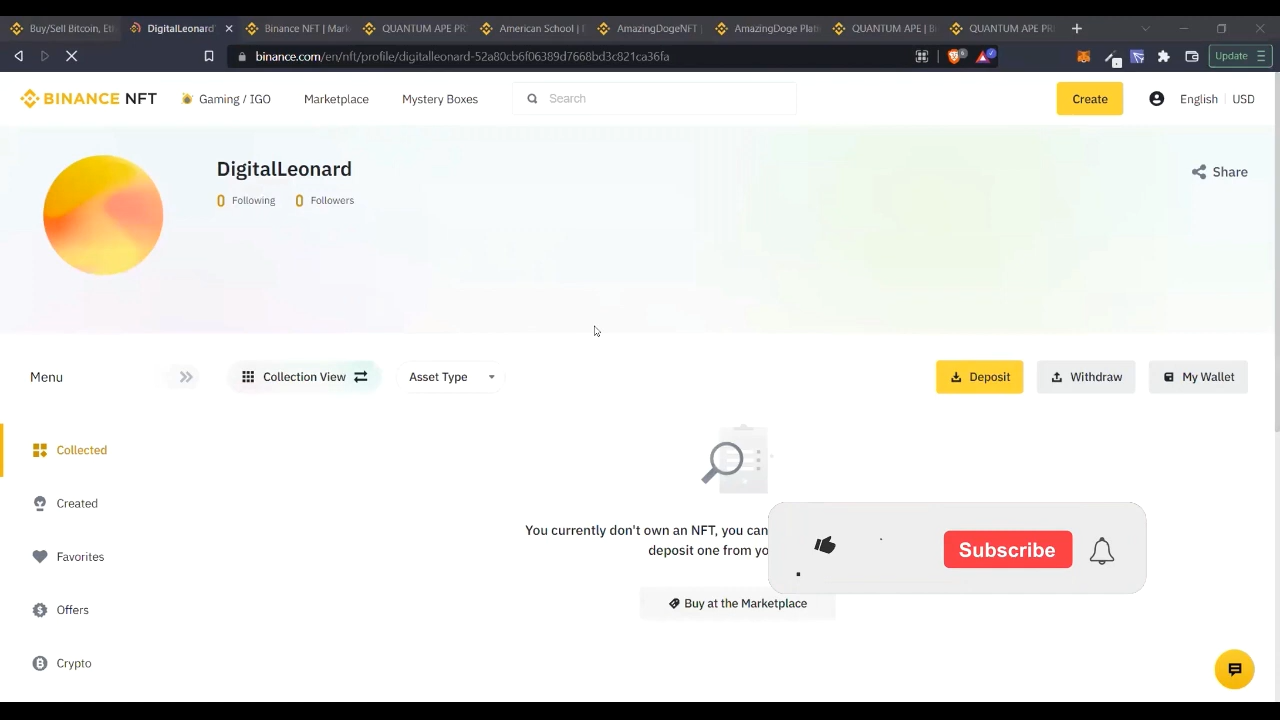 Buy/Sell Bitcoin, Eth
DigitalLeonard
Binance NFT | Mark
QUANTUM APE PR
American School |
AmazingDogeNFT |
AmazingDoge Platf
QUANTUM APE | B
QUANTUM APE PR
binance.com/en/nft/profile/digitalleonard-52a80cb6f06389d7668bd3c821ca36fa
Update
BINANCE NFT
Gaming / IGO
Marketplace
Mystery Boxes
Search
Create
English
USD
DigitalLeonard
0 Following 0 Followers
Share
Menu
Collection View
Asset Type
Deposit
Withdraw
My Wallet
Collected
Created
Favorites
Offers
Crypto
You currently don't own an NFT, you can
deposit one from yo
Buy at the Marketplace
Subscribe